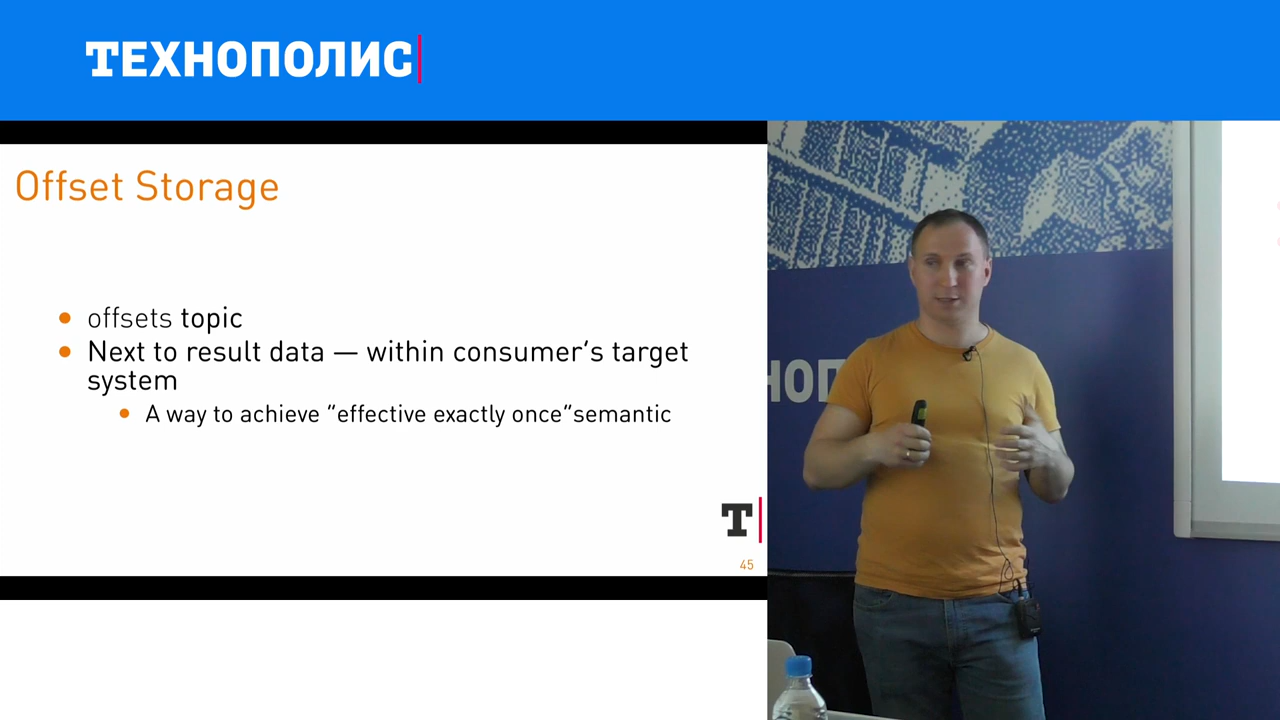 ТЕХНОПОЛИС
Offset Storage
offsets topic
Next to result data — within consumer's target
system
A way to achieve "effective exactly once"semantic
T
45
НОП